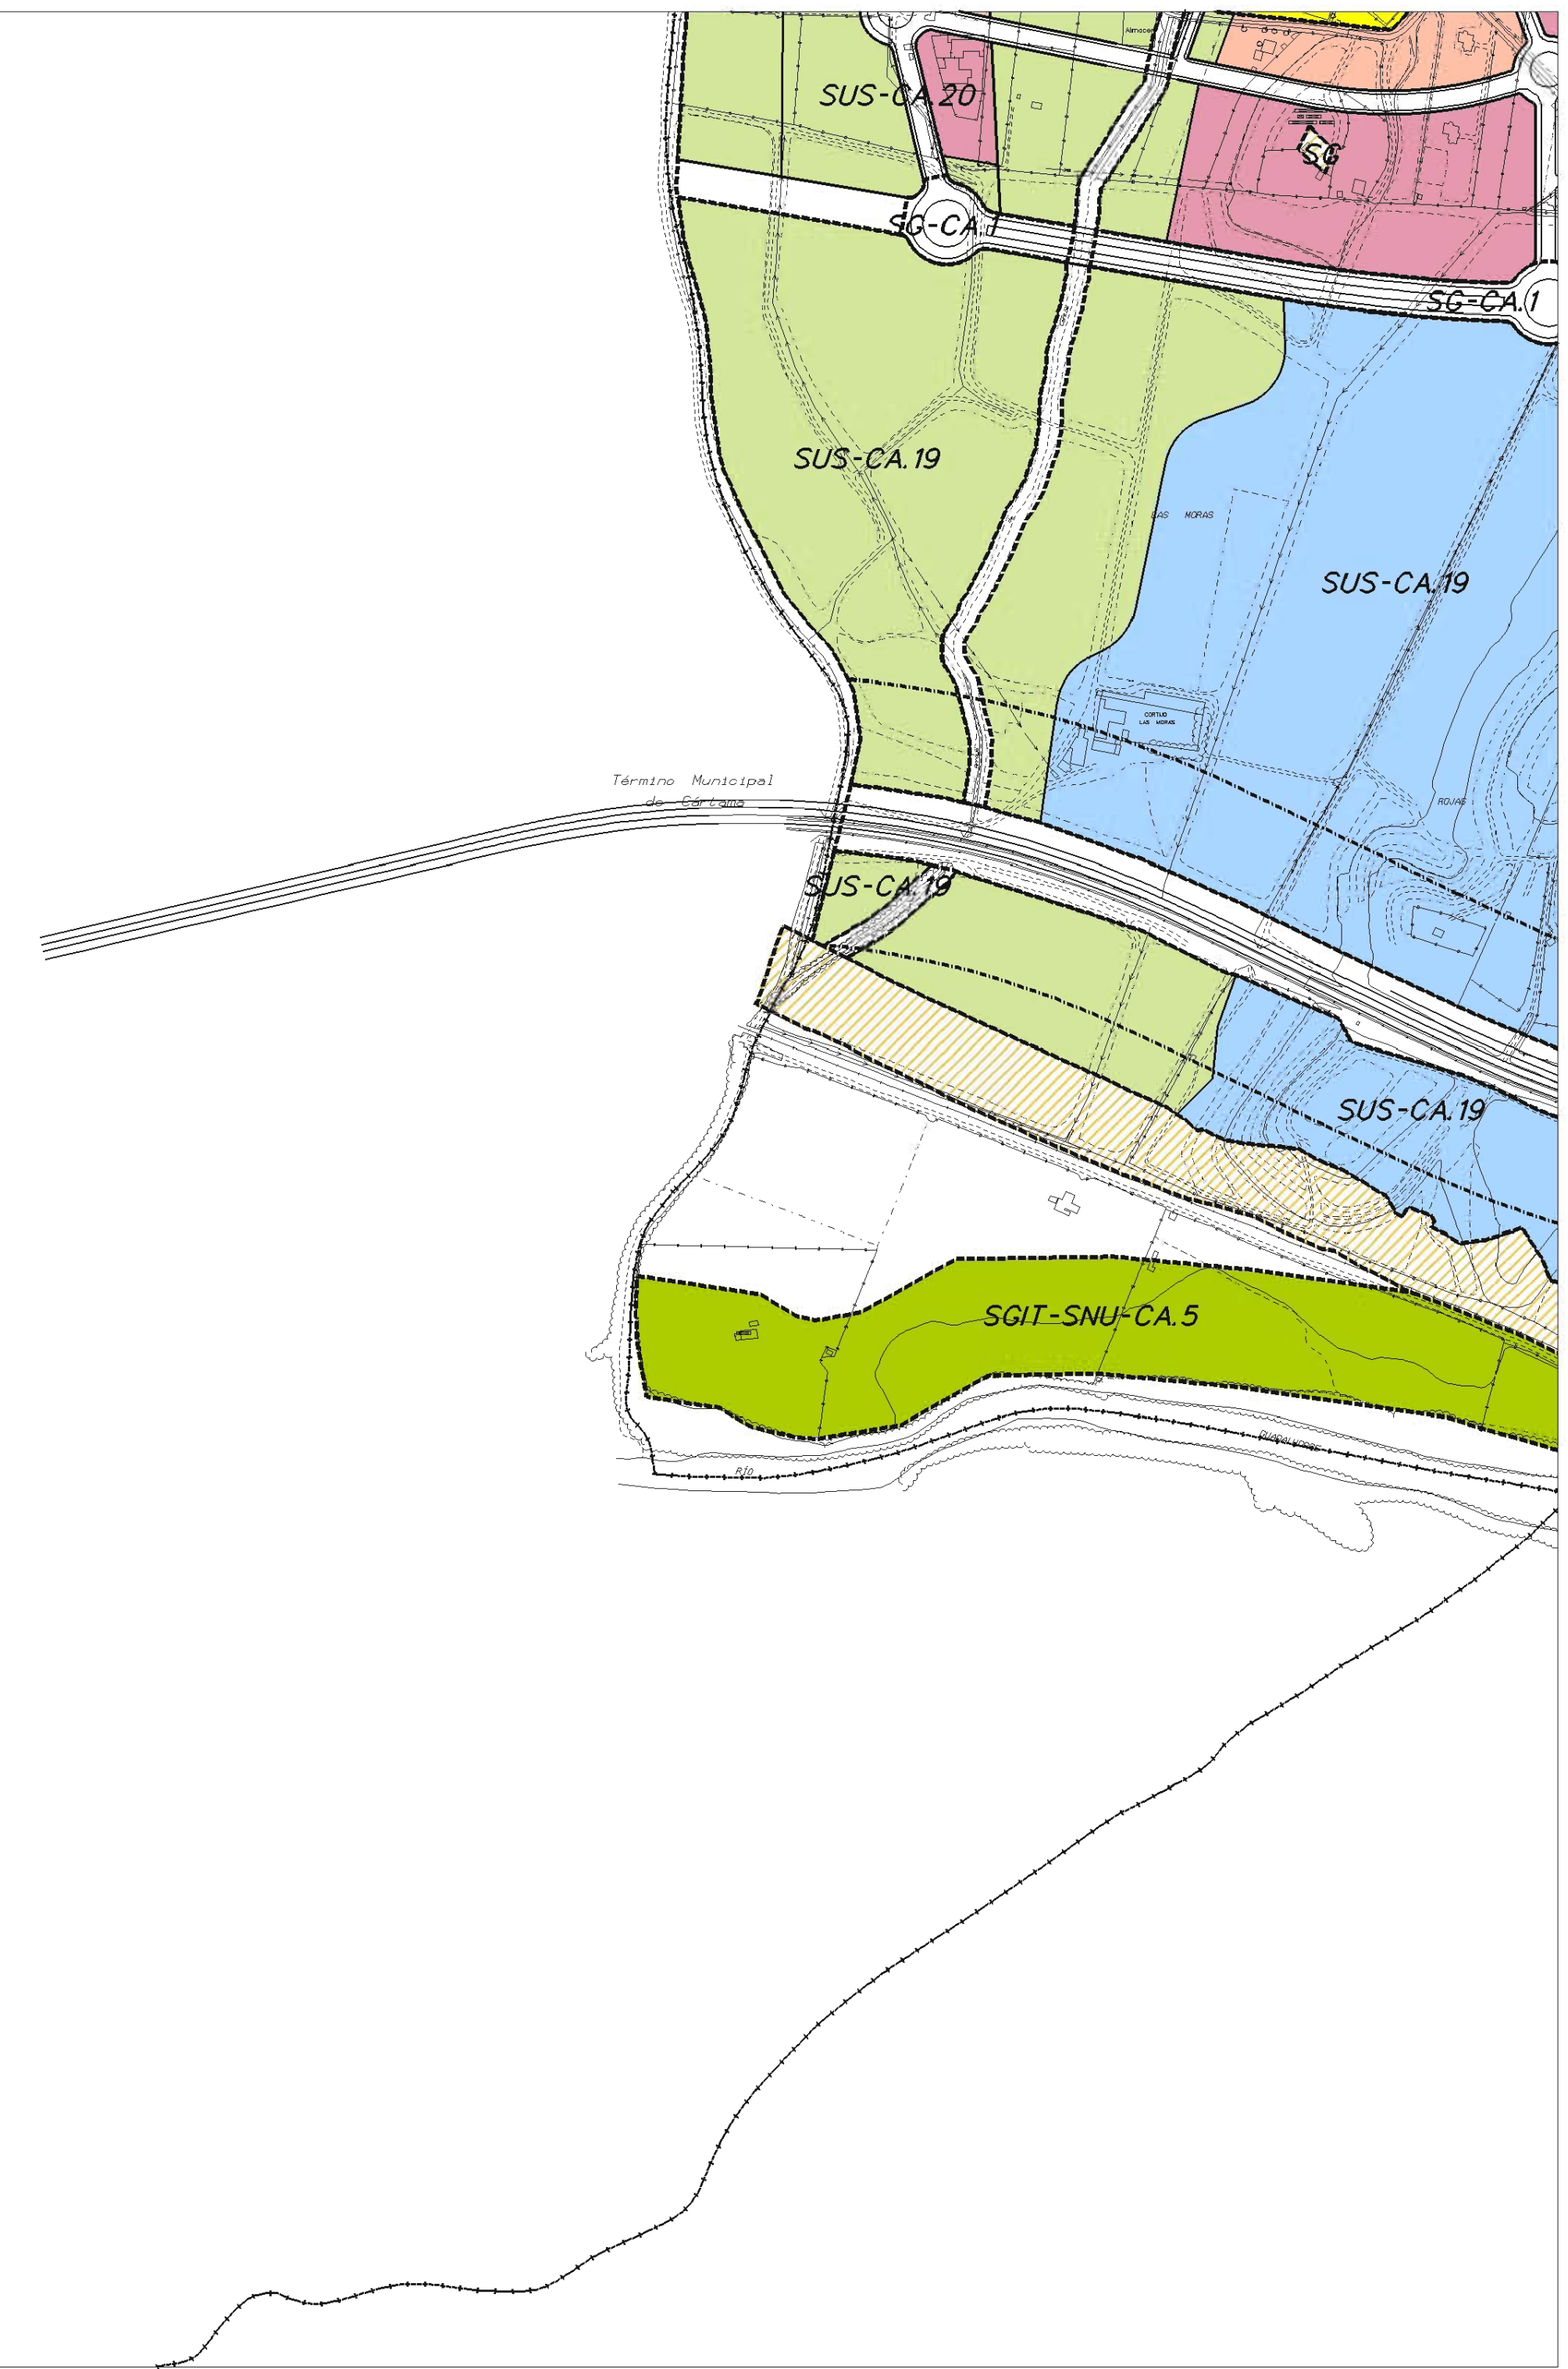 Almacen
SUS-CA.20
SG
SG-CA.1
SG-CA.1
SUS-CA.19
LAS MORAS
SUS-CA.19
CORTIJO
LAS MORAS
Término Municipal
de Cártama
ROJAS
SUS-CA.19
SUS-CA.19
SGIT-SNU-CA.5
GUADALHORCE
RÍO